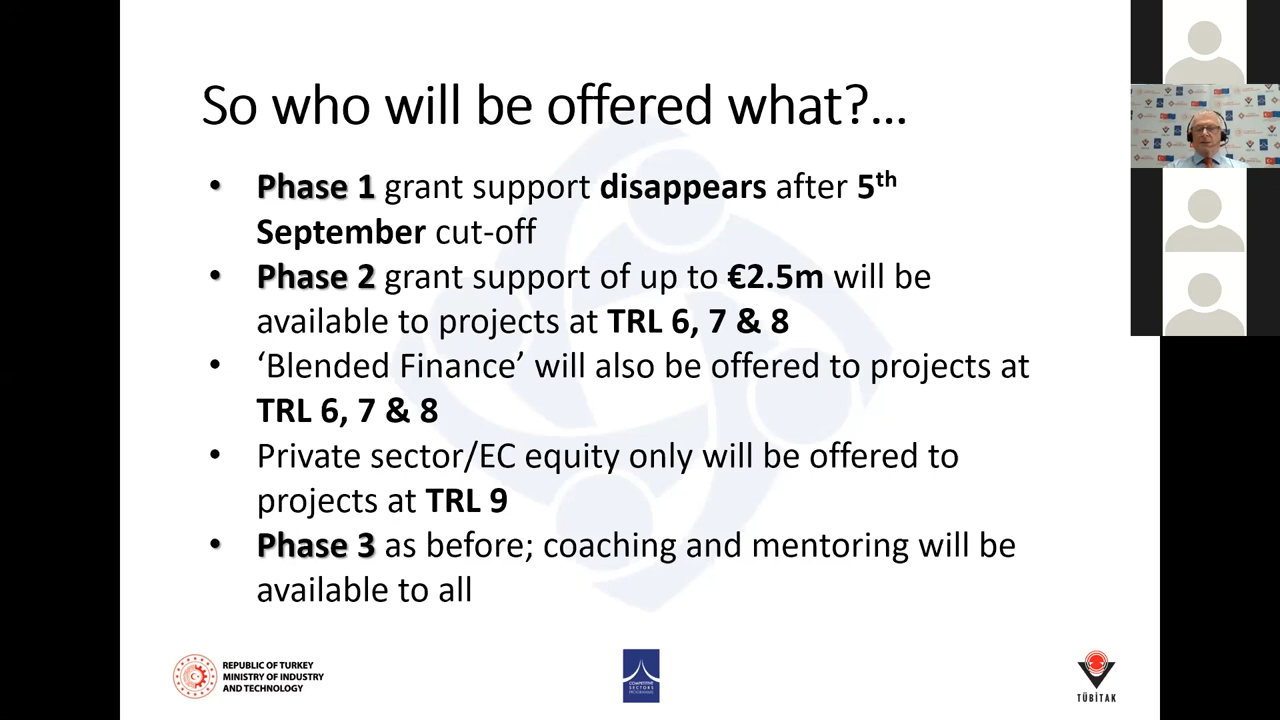 So who will be offered what?...
• Phase 1 grant support disappears after 5th
September cut-off
• Phase 2 grant support of up to €2.5m will be
available to projects at TRL 6, 7 & 8
• ‘Blended Finance’ will also be offered to projects at
TRL 6, 7 & 8
• Private sector/EC equity only will be offered to
projects at TRL 9
• Phase 3 as before; coaching and mentoring will be
available to all
REPUBLIC OF TURKEY
MINISTRY OF INDUSTRY
AND TECHNOLOGY
COMPETITIVE
SECTORS
PROGRAMME
TÜBİTAK